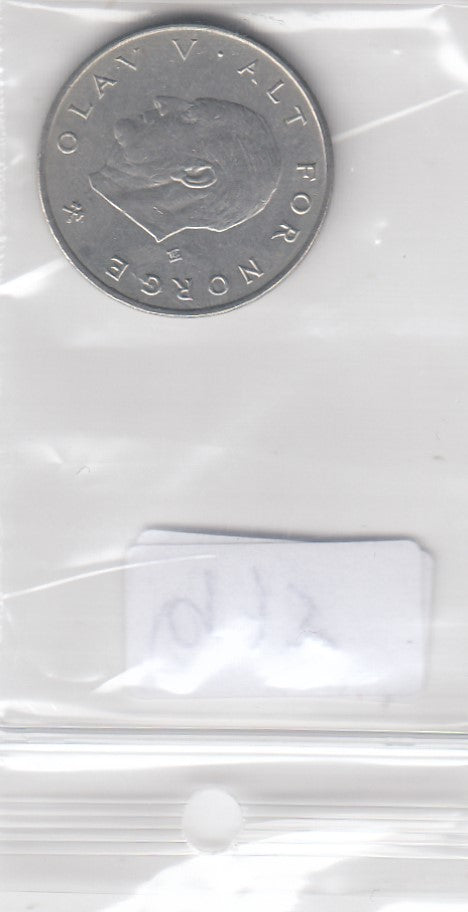 OLAV V · ALT FOR NORGE